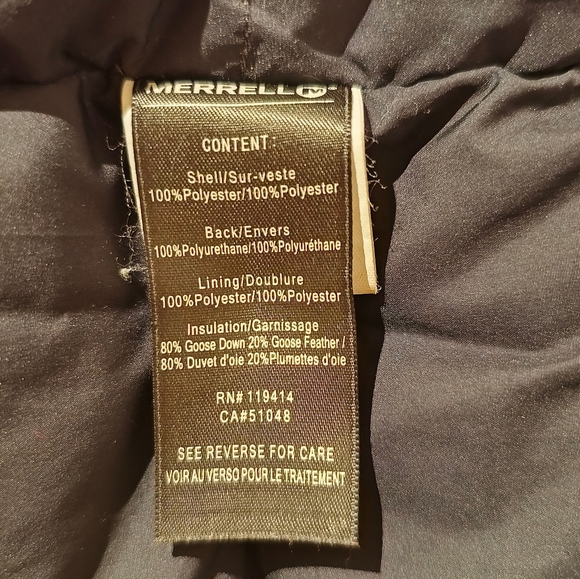 MERRELL
CONTENT:
Shell/Sur-veste
100%Polyester/100%Polyester
Back/Envers
100%Polyurethane/100%Polyuréthane
Lining/Doublure
100%Polyester/100%Polyester
Insulation/Garnissage
80% Goose Down 20% Goose Feather /
80% Duvet d'oie 20%Plumettes d'oie
RN# 119414
CA#51048
SEE REVERSE FOR CARE
VOIR AU VERSO POUR LE TRAITEMENT